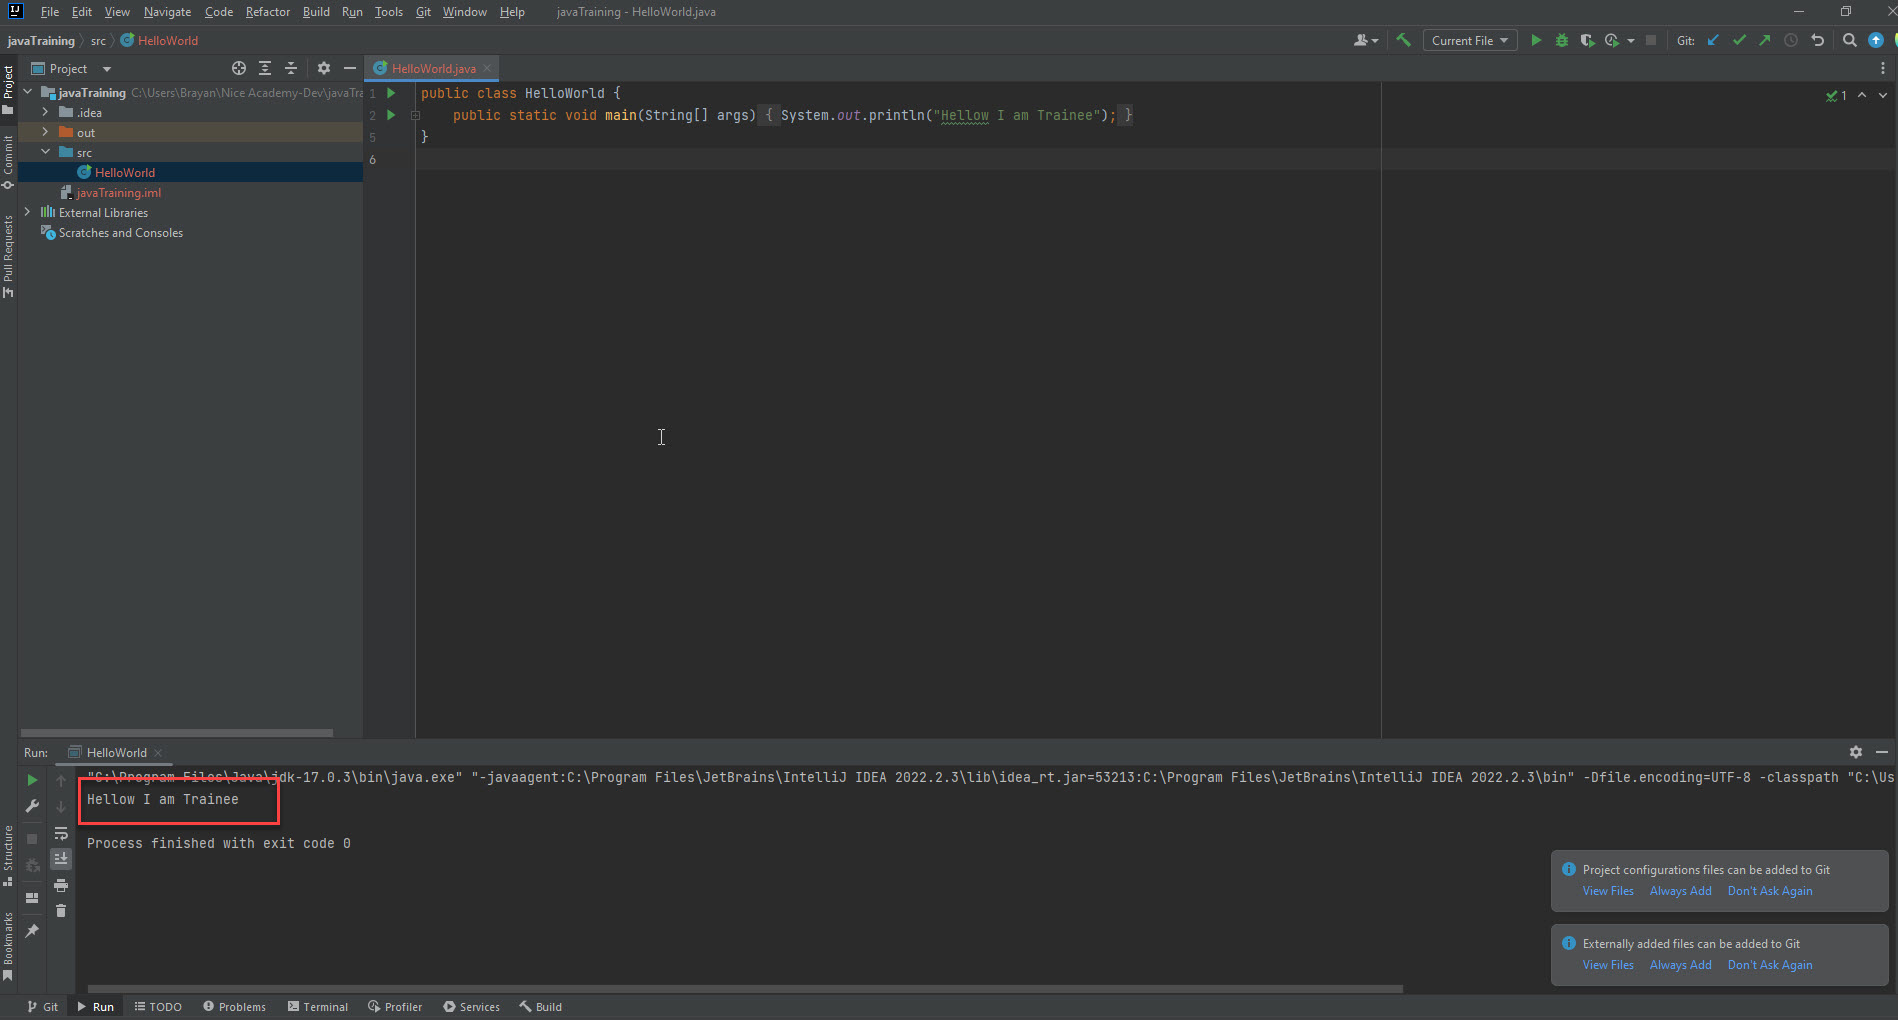 IJ File Edit View Navigate Code Refactor Build Run Tools Git Window Help javaTraining - HelloWorld.java
javaTraining src HelloWorld Current File Git:
Project HelloWorld.java
javaTraining C:\Users\Brayan\Nice Academy-Dev\javaTra
.idea
out
src
HelloWorld
javaTraining.iml
External Libraries
Scratches and Consoles
Project
Commit
Pull Requests
1 public class HelloWorld {
2 public static void main(String[] args) { System.out.println("Hellow I am Trainee"); }
5 }
6
1
Run: HelloWorld
"C:\Program Files\Java\jdk-17.0.3\bin\java.exe" "-javaagent:C:\Program Files\JetBrains\IntelliJ IDEA 2022.2.3\lib\idea_rt.jar=53213:C:\Program Files\JetBrains\IntelliJ IDEA 2022.2.3\bin" -Dfile.encoding=UTF-8 -classpath "C:\Us
Hellow I am Trainee
Process finished with exit code 0
Structure
Bookmarks
Project configurations files can be added to Git
View Files Always Add Don't Ask Again
Externally added files can be added to Git
View Files Always Add Don't Ask Again
Git Run TODO Problems Terminal Profiler Services Build